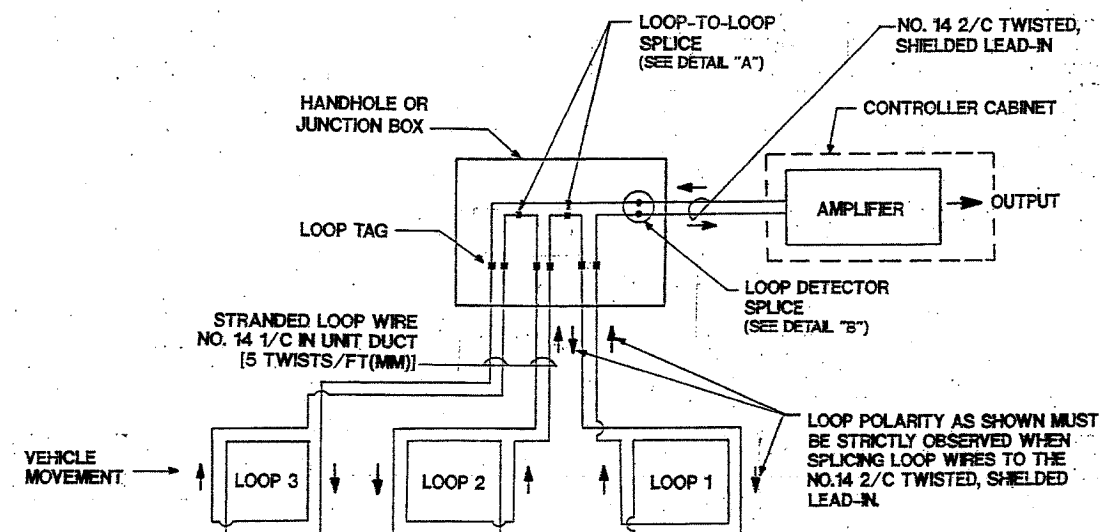 LOOP-TO-LOOP
SPLICE
(SEE DETAIL "A")
NO. 14 2/C TWISTED,
SHIELDED LEAD-IN
HANDHOLE OR
JUNCTION BOX
CONTROLLER CABINET
AMPLIFIER
OUTPUT
LOOP TAG
LOOP DETECTOR
SPLICE
(SEE DETAIL "B")
STRANDED LOOP WIRE
NO. 14 1/C IN UNIT DUCT
[5 TWISTS/FT(MM)]
LOOP POLARITY AS SHOWN MUST
BE STRICTLY OBSERVED WHEN
SPLICING LOOP WIRES TO THE
NO.14 2/C TWISTED, SHIELDED
LEAD-IN.
VEHICLE
MOVEMENT
LOOP 3
LOOP 2
LOOP 1